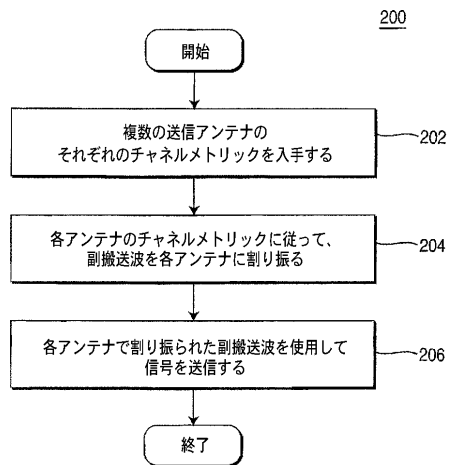 200
開始
複数の送信アンテナの
それぞれのチャネルメトリックを入手する
202
各アンテナのチャネルメトリックに従って、
副搬送波を各アンテナに割り振る
204
各アンテナで割り振られた副搬送波を使用して
信号を送信する
206
終了